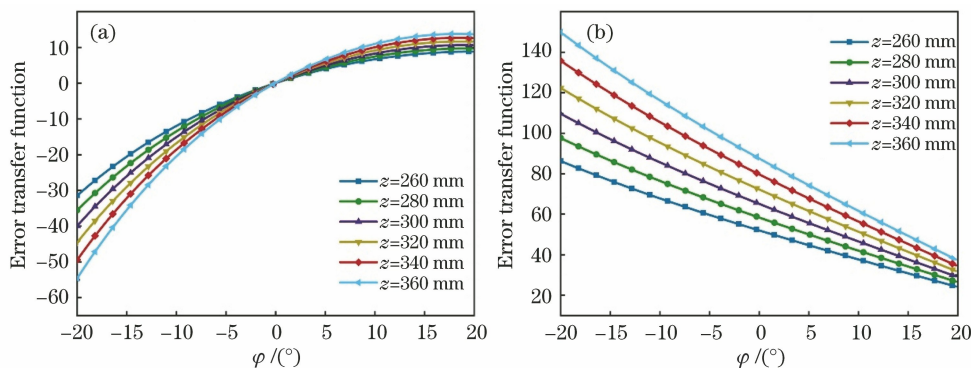 (a)
Error transfer function
10
0
−10
−20
−30
−40
−50
−60
z=260 mm
z=280 mm
z=300 mm
z=320 mm
z=340 mm
z=360 mm
−20 −15 −10 −5 0 5 10 15 20
φ /(°)
(b)
Error transfer function
160
140
120
100
80
60
40
20
z=260 mm
z=280 mm
z=300 mm
z=320 mm
z=340 mm
z=360 mm
−20 −15 −10 −5 0 5 10 15 20
φ /(°)